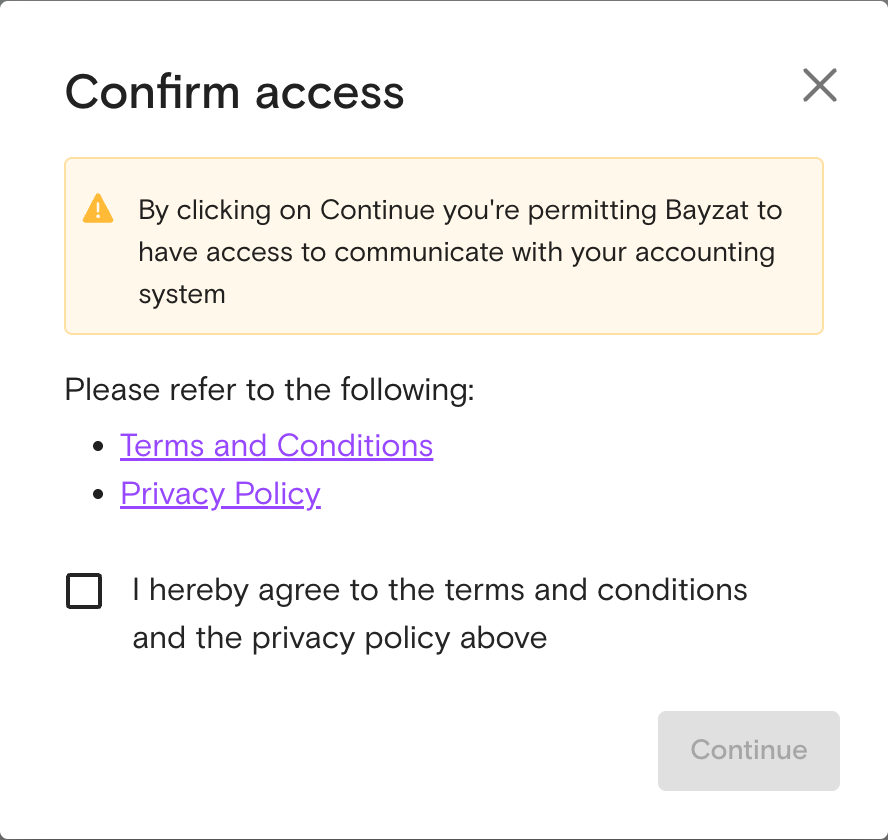 Confirm access
By clicking on Continue you're permitting Bayzat to
have access to communicate with your accounting
system
Please refer to the following:
• Terms and Conditions
• Privacy Policy
I hereby agree to the terms and conditions
and the privacy policy above
Continue